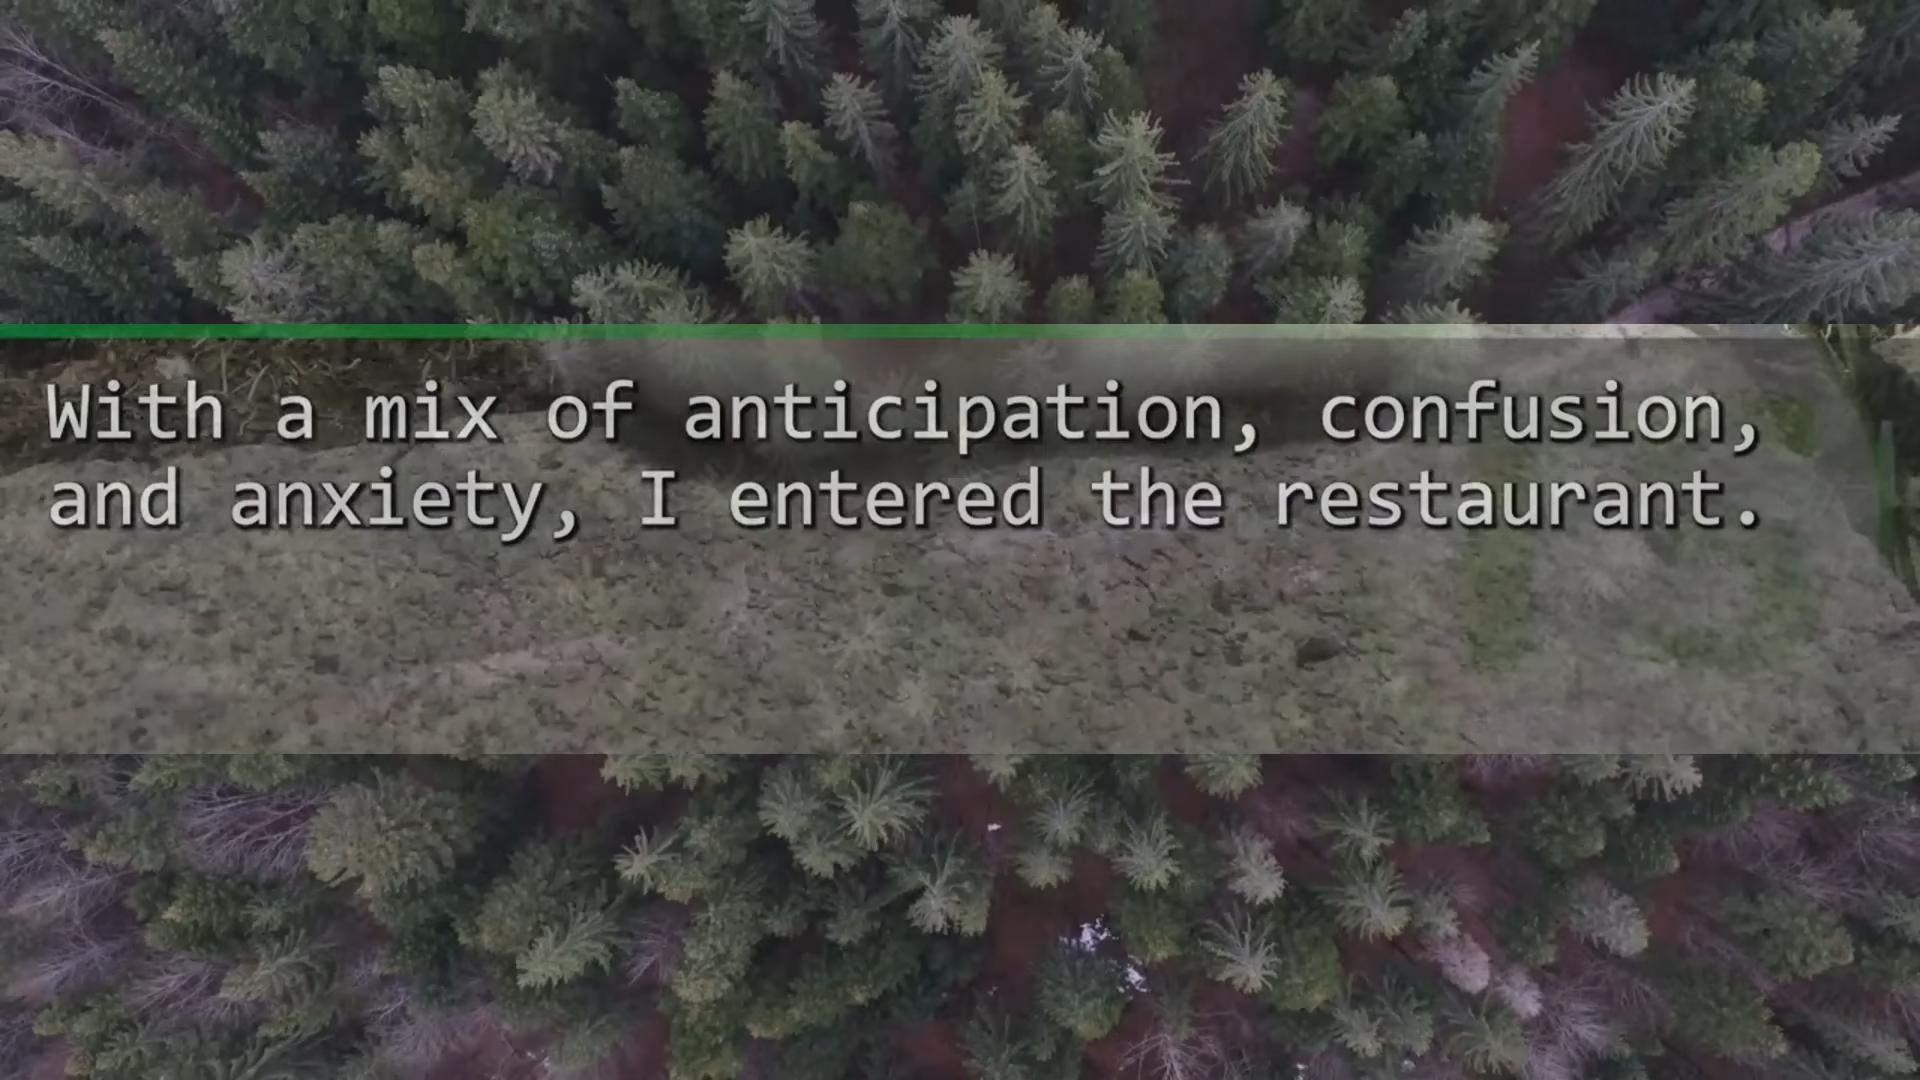 With a mix of anticipation, confusion,
and anxiety, I entered the restaurant.